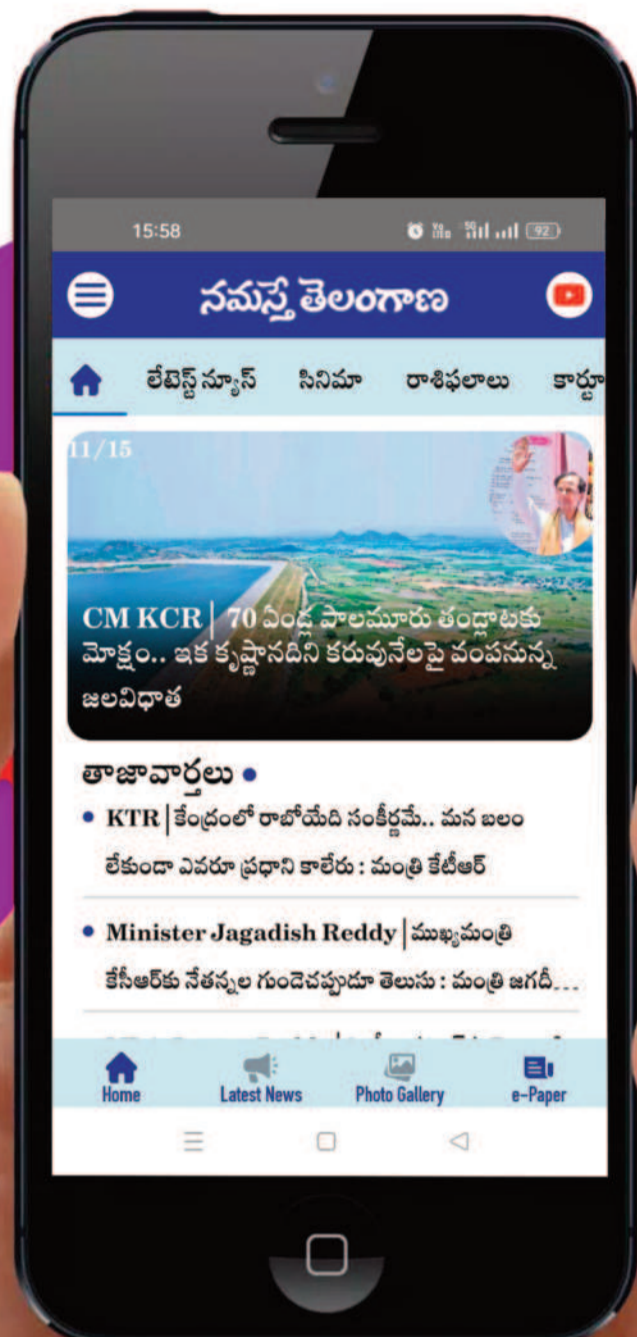 15:58
92
నమస్తే తెలంగాణ
లేటెస్ట్ న్యూస్ సినిమా రాశిఫలాలు కార్టూ
11/15
CM KCR | 70 ఏండ్ల పాలమూరు తండ్లాటకు
మోక్షం.. ఇక కృష్ణానదిని కరువునేలపై వంపనున్న
జలవిధాత
తాజావార్తలు
KTR | కేంద్రంలో రాబోయేది సంకీర్ణమే.. మన బలం
లేకుండా ఎవరూ ప్రధాని కాలేరు : మంత్రి కేటీఆర్
Minister Jagadish Reddy | ముఖ్యమంత్రి
కేసీఆర్‌కు నేతన్నల గుండెచప్పుడూ తెలుసు : మంత్రి జగదీ...
Home Latest News Photo Gallery e-Paper